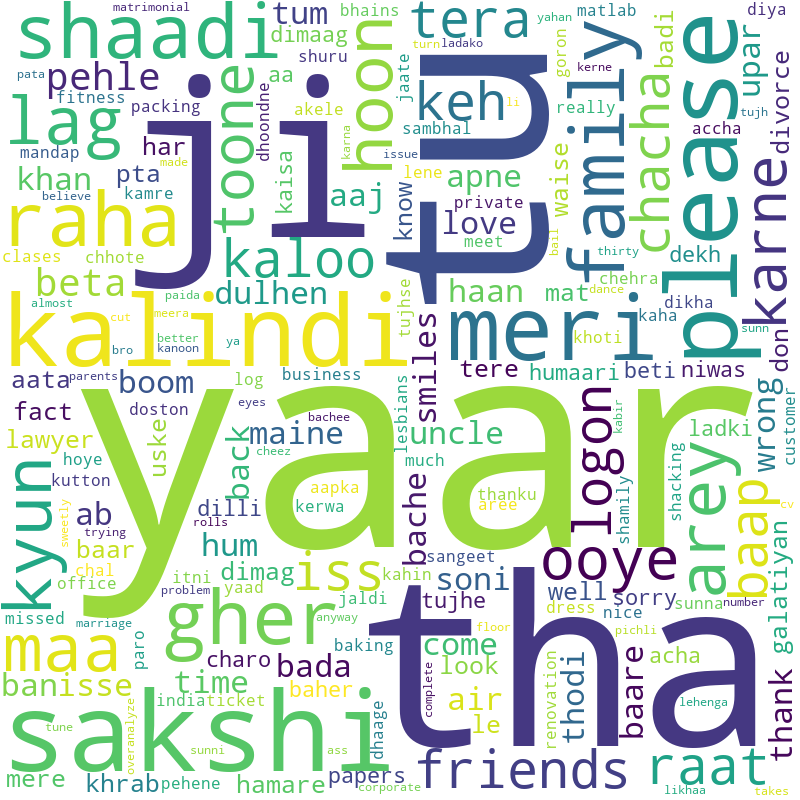 matrimonial
shaadi
tum
bhains
tera
yahan
matlab
diya
dimaag
ladako
turn
goron
badi
pata
pehle
shuru
jaate
kerne
upar
fitness
aa
ji
tu
keh
family
chacha
please
li
packing
akele
sambhal
really
tujh
lag
toone
dhoondhe
hoon
karna
issue
accha
divorce
mandap
har
made
waise
khan
pta
kaisa
lene
apne
karne
believe
kamre
aaj
know
private
love
bail
thirty
raha
meet
dekh
clases
chhote
kaloo
dance
chehra
beta
dulhen
tujhse
haan
mat
dikha
almost
paida
kalindi
meri
kaha
sunn
cut
meera
smiles
khoti
don
bro
better
kanoon
ya
aata
parents
boom
log
business
tere
humaari
beti
niwas
fact
doston
eyes
yaar
bachee
lesbians
logon
kabir
wrong
customer
lawyer
uske
back
maine
uncle
ladki
hoye
cheez
much
arey
kyun
kutton
aapka
thanku
shamily
shacking
baap
ab
dilli
kerwa
bache
aree
cv
sweetly
trying
rolls
baar
hum
sangeet
ooye
galatiyan
chal
itni
dimag
iss
kahin
soni
well
sorry
sunna
number
office
yaad
jaldi
tujhe
dress
nice
missed
marriage
problem
gher
anyway
tha
floor
pichli
maa
paro
charo
bada
come
acha
thank
banisse
time
baher
look
renovation
thodi
baare
india
ticket
complete
air
lehenga
sakshi
dhaage
le
tune
overanalyze
sunni
ass
mere
khrab
pehene
hamare
papers
friends
raat
corporate
likhaa
takes